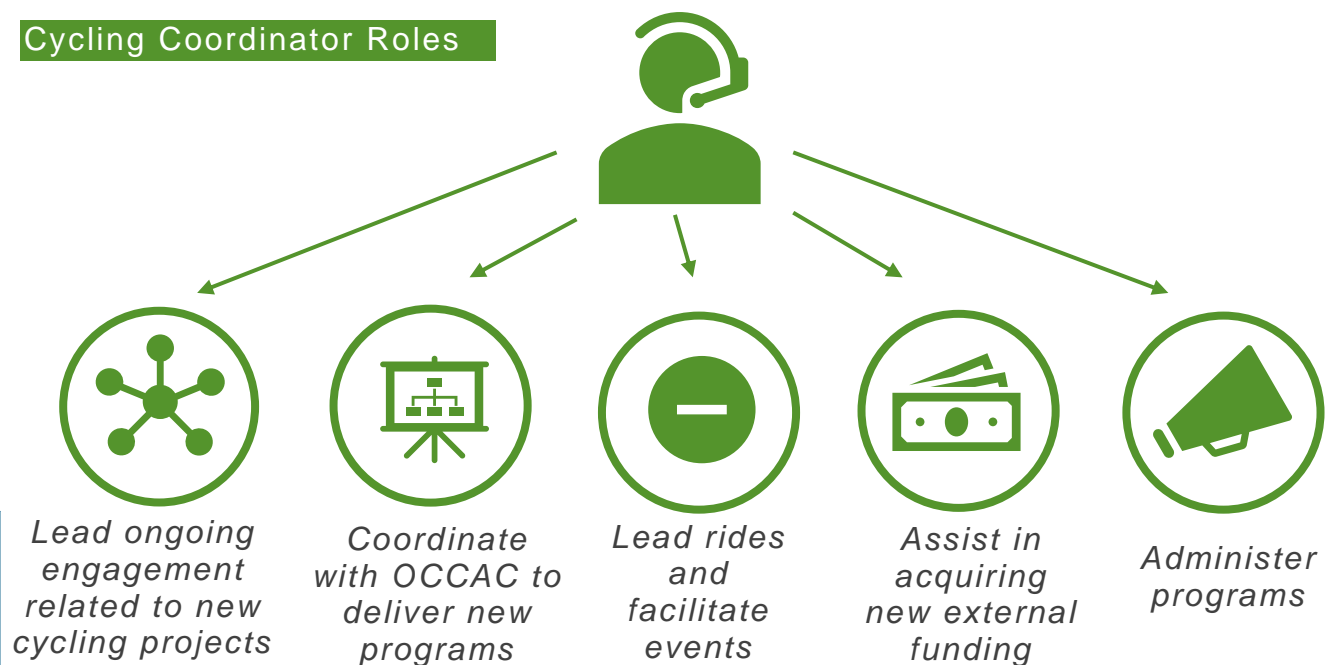 Cycling Coordinator Roles
Lead ongoing
engagement
related to new
cycling projects
Coordinate
with OCCAC to
deliver new
programs
Lead rides
and
facilitate
events
Assist in
acquiring
new external
funding
Administer
programs